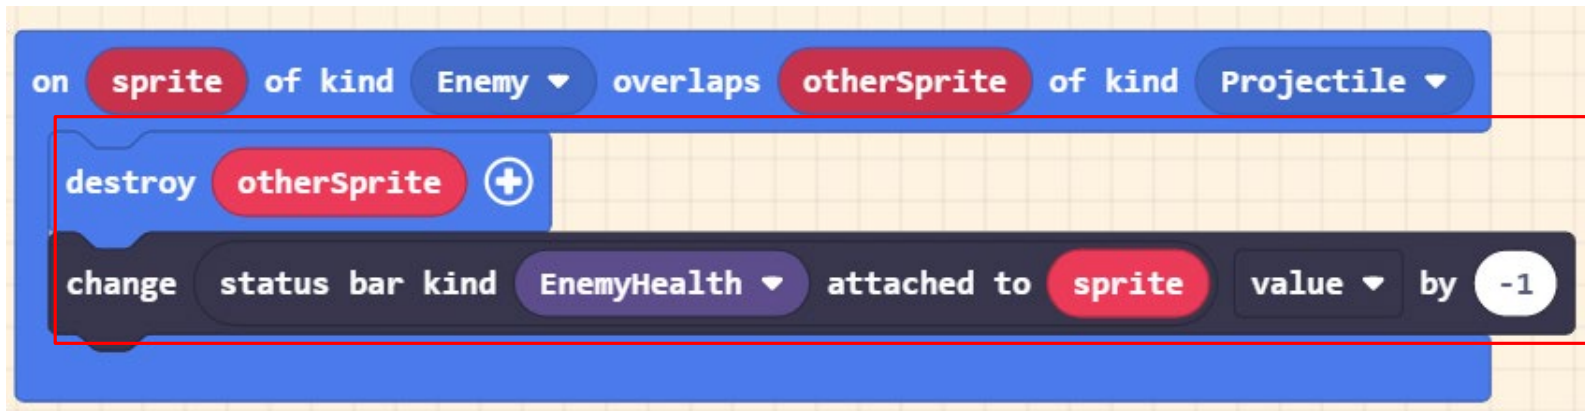 on sprite of kind Enemy overlaps otherSprite of kind Projectile
destroy otherSprite
change status bar kind EnemyHealth attached to sprite value by -1